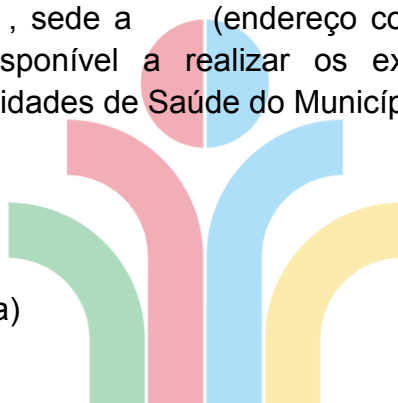 , sede a (endereço co
sponível a realizar os ex
idades de Saúde do Municíp
a)